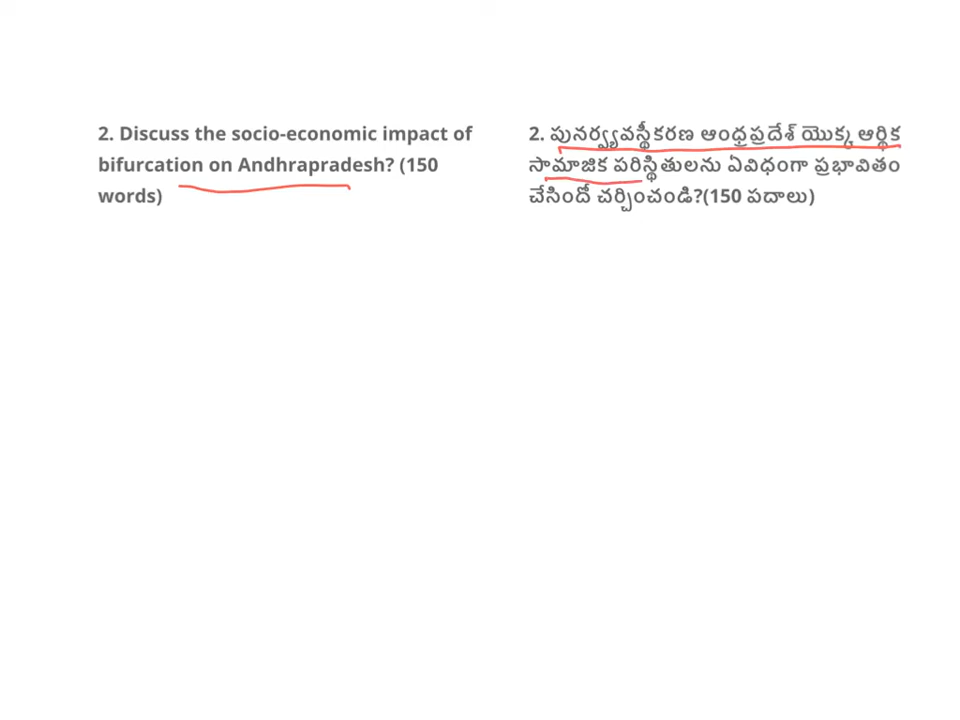 2. Discuss the socio-economic impact of
bifurcation on Andhrapradesh? (150
words)
2. పునర్వ్యవస్థీకరణ ఆంధ్రప్రదేశ్ యొక్క ఆర్థిక
సామాజిక పరిస్థితులను ఏవిధంగా ప్రభావితం
చేసిందో చర్చించండి?(150 పదాలు)